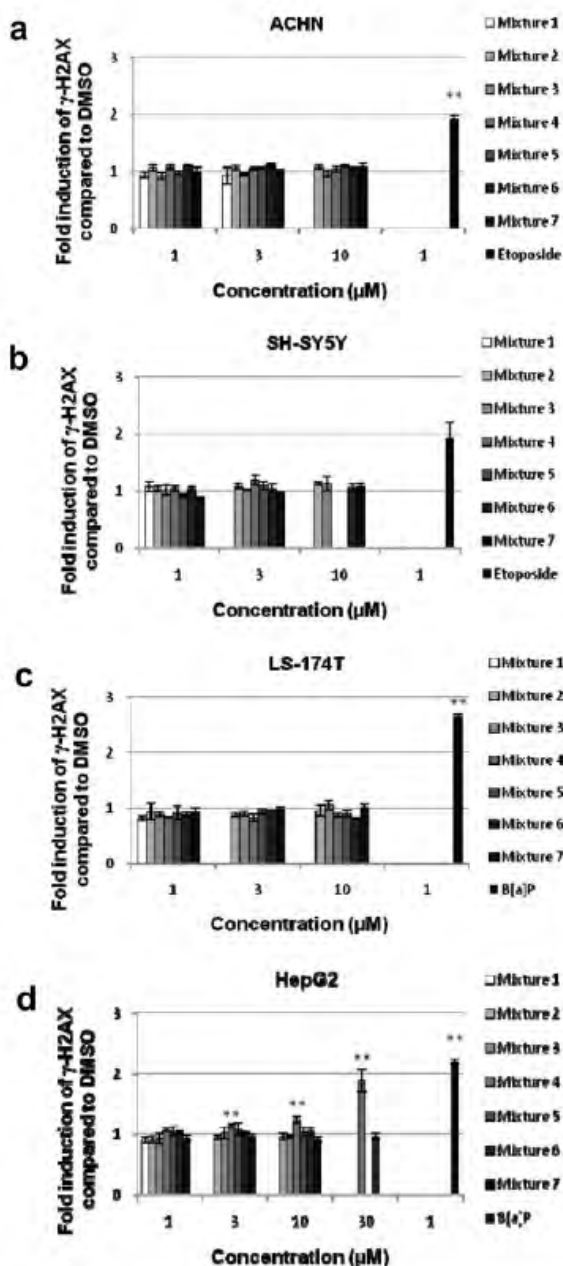 a
ACHN
Fold induction of γ-H2AX
compared to DMSO
3
2
1
0
1 3 10 1
Concentration (µM)
Mixture 1
Mixture 2
Mixture 3
Mixture 4
Mixture 5
Mixture 6
Mixture 7
Etoposide
**
b
SH-SY5Y
Fold induction of γ-H2AX
compared to DMSO
3
2
1
0
1 3 10 1
Concentration (µM)
Mixture 1
Mixture 2
Mixture 3
Mixture 4
Mixture 5
Mixture 6
Mixture 7
Etoposide
c
LS-174T
Fold induction of γ-H2AX
compared to DMSO
3
2
1
0
1 3 10 1
Concentration (µM)
Mixture 1
Mixture 2
Mixture 3
Mixture 4
Mixture 5
Mixture 6
Mixture 7
B[a]P
**
d
HepG2
Fold induction of γ-H2AX
compared to DMSO
3
2
1
0
1 3 10 30 1
Concentration (µM)
Mixture 1
Mixture 2
Mixture 3
Mixture 4
Mixture 5
Mixture 6
Mixture 7
B[a]P
** ** ** **